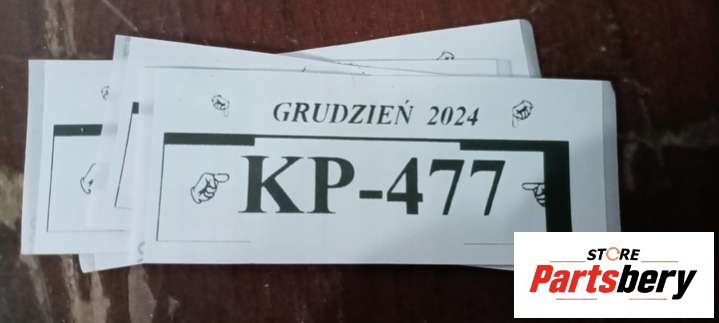 GRUDZIEŃ 2024
KP-477
STORE
Partsbery